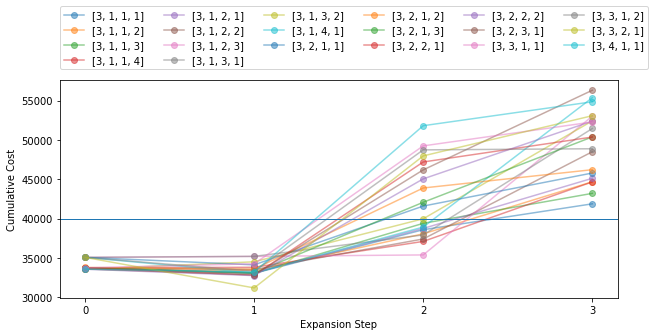 [3, 1, 1, 1] [3, 1, 2, 1] [3, 1, 3, 2] [3, 2, 1, 2] [3, 2, 2, 2] [3, 3, 1, 2]
[3, 1, 1, 2] [3, 1, 2, 2] [3, 1, 4, 1] [3, 2, 1, 3] [3, 2, 3, 1] [3, 3, 2, 1]
[3, 1, 1, 3] [3, 1, 2, 3] [3, 2, 1, 1] [3, 2, 2, 1] [3, 3, 1, 1] [3, 4, 1, 1]
[3, 1, 1, 4] [3, 1, 3, 1]
55000
50000
45000
40000
35000
30000
Cumulative Cost
0 1 2 3
Expansion Step